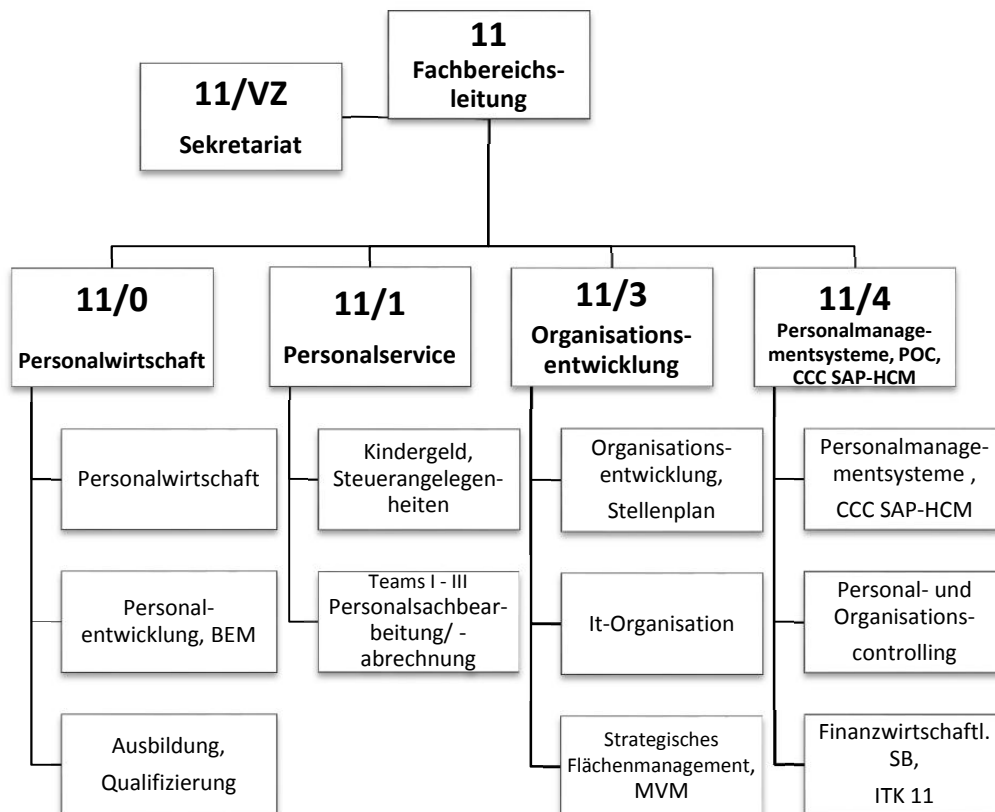 11
Fachbereichs-
leitung
11/VZ
Sekretariat
11/0
Personalwirtschaft
11/1
Personalservice
11/3
Organisations-
entwicklung
11/4
Personalmanage-
mentsysteme, POC,
CCC SAP-HCM
Personalwirtschaft
Personal-
entwicklung, BEM
Ausbildung,
Qualifizierung
Kindergeld,
Steuerangelegen-
heiten
Teams I - III
Personalsachbear-
beitung/ -
abrechnung
Organisations-
entwicklung,
Stellenplan
It-Organisation
Strategisches
Flächenmanagement,
MVM
Personalmanage-
mentsysteme ,
CCC SAP-HCM
Personal- und
Organisations-
controlling
Finanzwirtschaftl.
SB,
ITK 11